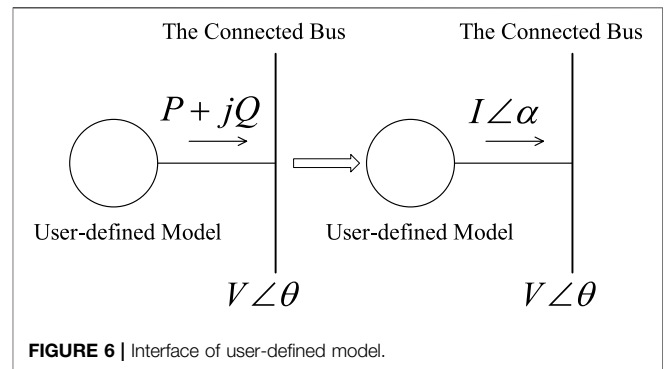 The Connected Bus
The Connected Bus
P + jQ
I∠α
User-defined Model
User-defined Model
V∠θ
V∠θ
FIGURE 6 | Interface of user-defined model.